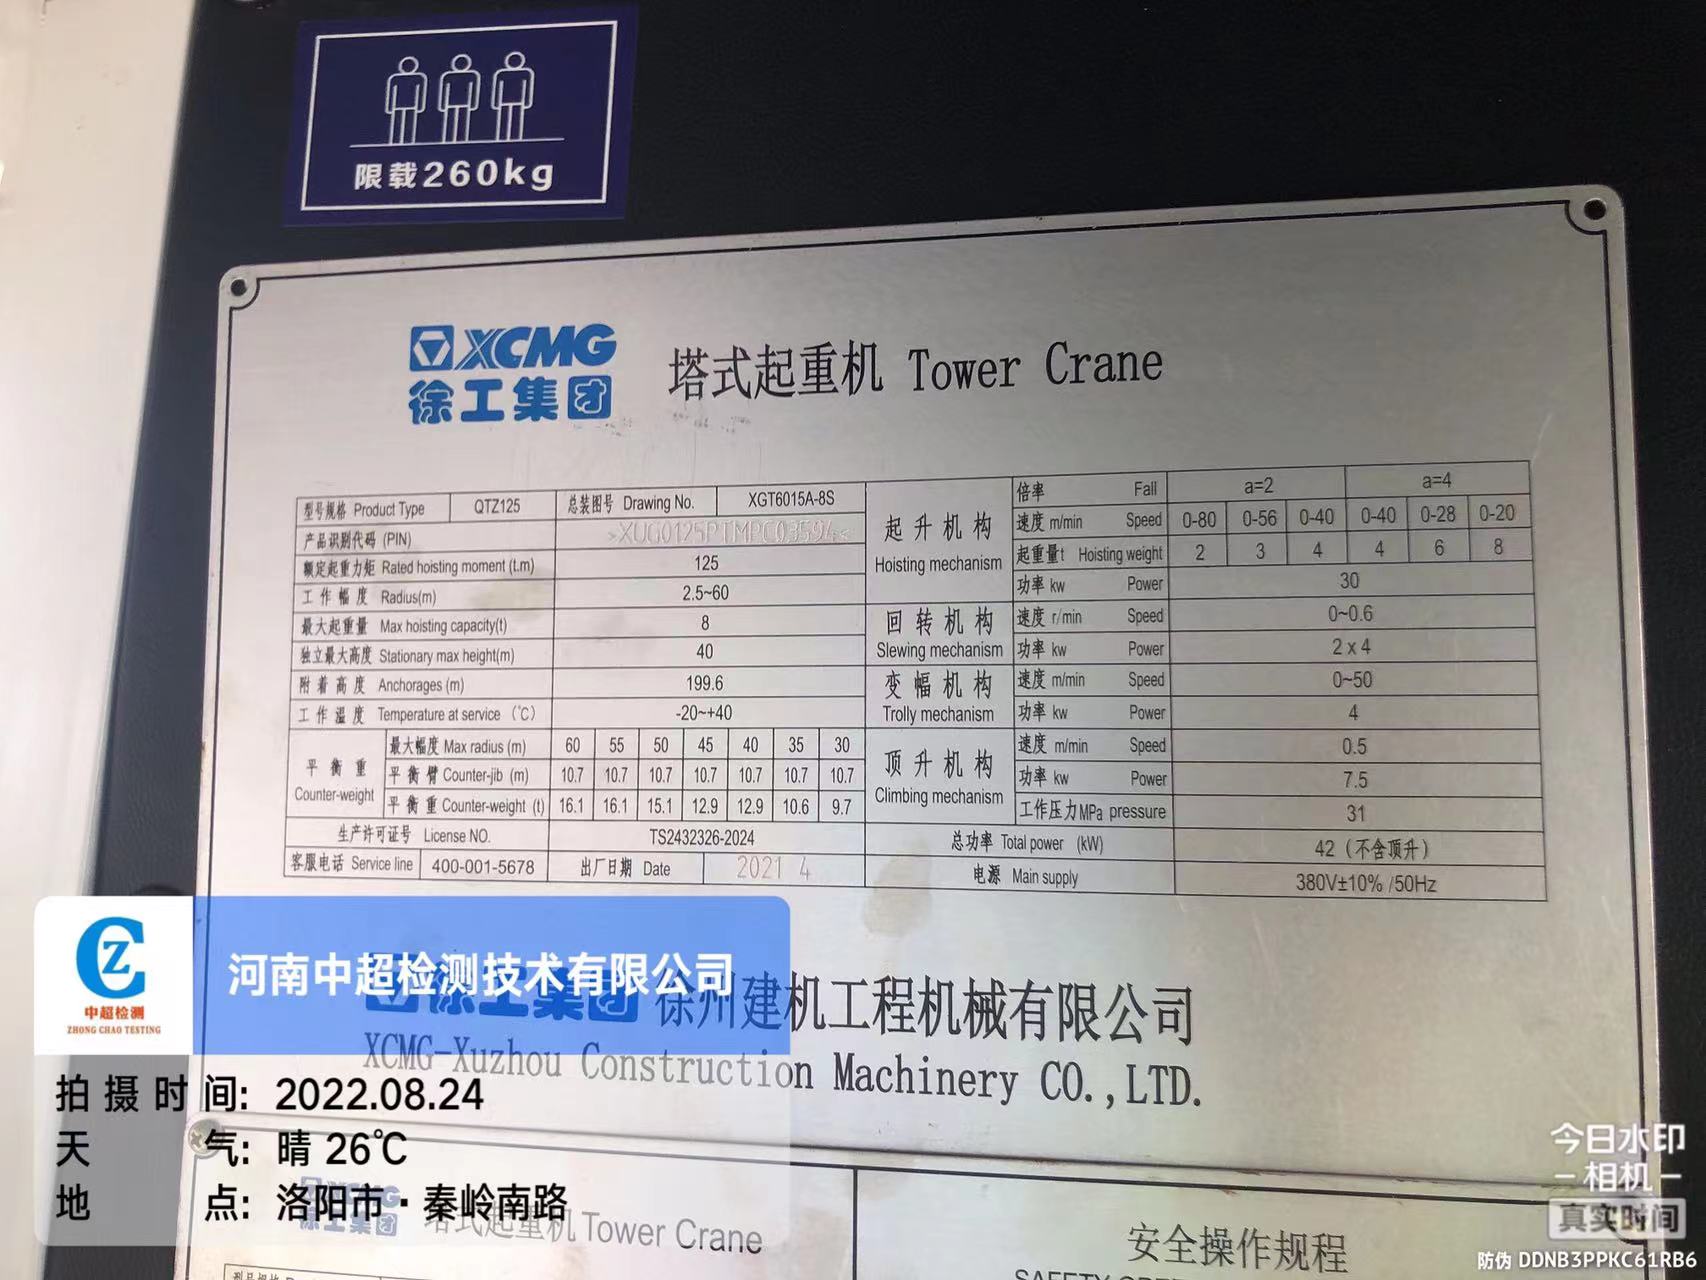 限载260kg
XCMG
徐工集团
塔式起重机 Tower Crane
型号规格 Product Type QTZ125 总装图号 Drawing No. XGT6015A-8S
产品识别代码 (PIN) >XUG0125PTMPC03594<
额定起重力矩 Rated hoisting moment (t.m) 125
工作幅度 Radius(m) 2.5~60
最大起重量 Max hoisting capacity(t) 8
独立最大高度 Stationary max height(m) 40
附着高度 Anchorages (m) 199.6
工作温度 Temperature at service (℃) -20~+40
平衡重 Counter-weight
最大幅度 Max radius (m) 60 55 50 45 40 35 30
平衡臂 Counter-jib (m) 10.7 10.7 10.7 10.7 10.7 10.7 10.7
平衡重 Counter-weight (t) 16.1 16.1 15.1 12.9 12.9 10.6 9.7
生产许可证号 License NO. TS2432326-2024
客服电话 Service line 400-001-5678 出厂日期 Date 2021 4
起升机构 Hoisting mechanism
倍率 Fall a=2 a=4
速度 m/min Speed 0-80 0-56 0-40 0-40 0-28 0-20
起重量t Hoisting weight 2 3 4 4 6 8
功率 kw Power 30
回转机构 Slewing mechanism
速度 r/min Speed 0~0.6
功率 kw Power 2 x 4
变幅机构 Trolly mechanism
速度 m/min Speed 0~50
功率 kw Power 4
顶升机构 Climbing mechanism
速度 m/min Speed 0.5
功率 kw Power 7.5
工作压力MPa pressure 31
总功率 Total power (kW) 42（不含顶升）
电源 Main supply 380V±10% /50Hz
徐工集团 徐州建机工程机械有限公司
XCMG-Xuzhou Construction Machinery CO.,LTD.
CZ
中超检测
ZHONG CHAO TESTING
河南中超检测技术有限公司
拍摄时间: 2022.08.24
天气: 晴 26℃
地点: 洛阳市·秦岭南路
XCMG
徐工集团
塔式起重机 Tower Crane
安全操作规程
今日水印
相机
真实时间
防伪 DDNB3PPKC61RB6